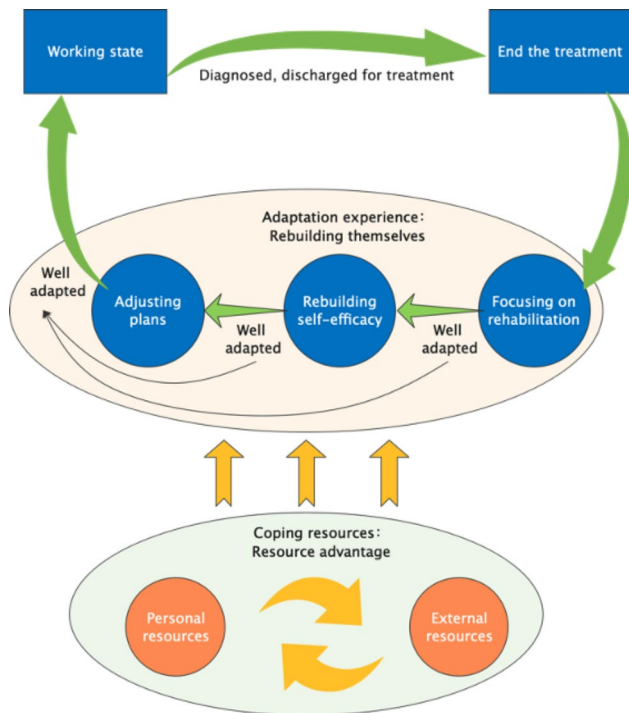 Working state
End the treatment
Diagnosed, discharged for treatment
Adaptation experience:
Rebuilding themselves
Well
adapted
Adjusting
plans
Rebuilding
self-efficacy
Focusing on
rehabilitation
Well
adapted
Well
adapted
Coping resources:
Resource advantage
Personal
resources
External
resources